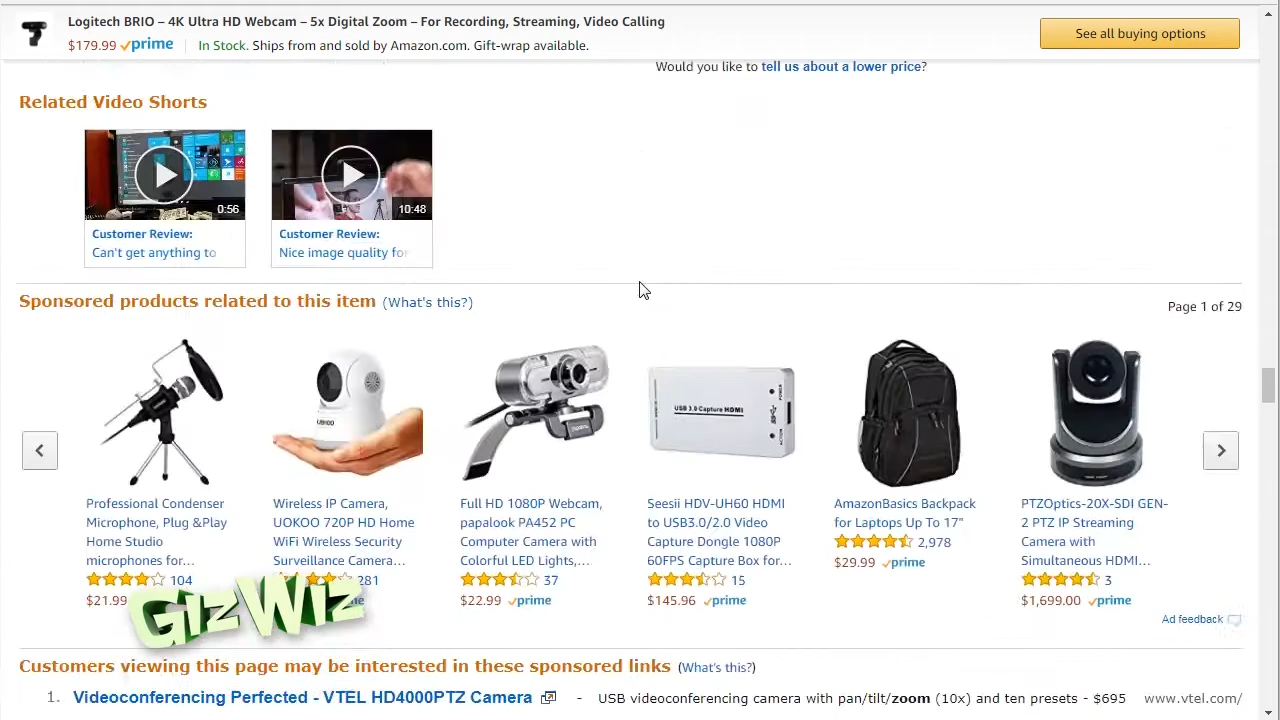 Logitech BRIO – 4K Ultra HD Webcam – 5x Digital Zoom – For Recording, Streaming, Video Calling
$179.99 prime In Stock. Ships from and sold by Amazon.com. Gift-wrap available.
See all buying options
Would you like to tell us about a lower price?
Related Video Shorts
0:56
10:48
Customer Review:
Can't get anything to
Customer Review:
Nice image quality for
Sponsored products related to this item (What's this?)
Page 1 of 29
USB 3.0 Capture HDMI
POWER
ACTION
Professional Condenser
Microphone, Plug &Play
Home Studio
microphones for...
104
$21.99
Wireless IP Camera,
UOKOO 720P HD Home
WiFi Wireless Security
Surveillance Camera...
281
Full HD 1080P Webcam,
papalook PA452 PC
Computer Camera with
Colorful LED Lights,...
37
$22.99 prime
Seesii HDV-UH60 HDMI
to USB3.0/2.0 Video
Capture Dongle 1080P
60FPS Capture Box for...
15
$145.96 prime
AmazonBasics Backpack
for Laptops Up To 17"
2,978
$29.99 prime
PTZOptics-20X-SDI GEN-
2 PTZ IP Streaming
Camera with
Simultaneous HDMI...
3
$1,699.00 prime
GizWiz
Ad feedback
Customers viewing this page may be interested in these sponsored links (What's this?)
1. Videoconferencing Perfected - VTEL HD4000PTZ Camera - USB videoconferencing camera with pan/tilt/zoom (10x) and ten presets - $695 www.vtel.com/